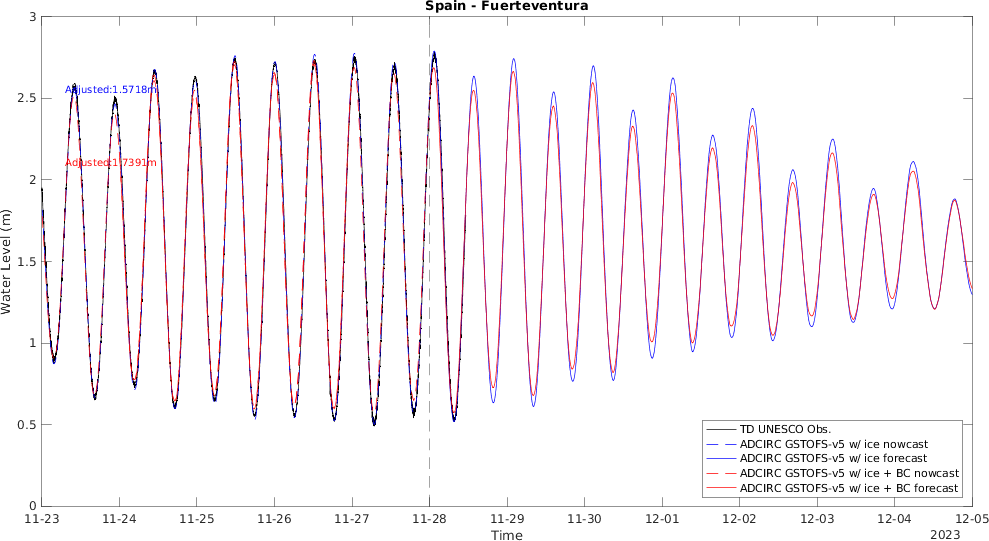 Spain - Fuerteventura
3
2.5
2
1.5
1
0.5
0
Water Level (m)
Adjusted:1.5718m
Adjusted:1.7391m
TD UNESCO Obs.
ADCIRC GSTOFS-v5 w/ ice nowcast
ADCIRC GSTOFS-v5 w/ ice forecast
ADCIRC GSTOFS-v5 w/ ice + BC nowcast
ADCIRC GSTOFS-v5 w/ ice + BC forecast
11-23 11-24 11-25 11-26 11-27 11-28 11-29 11-30 12-01 12-02 12-03 12-04 12-05
Time
2023